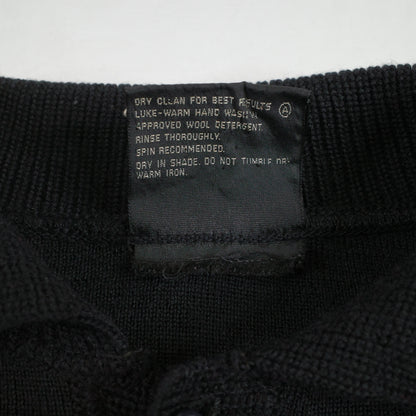 DRY CLEAN FOR BEST RESULTS Ⓐ
LUKE-WARM HAND WASH IN
APPROVED WOOL DETERGENT.
RINSE THOROUGHLY.
SPIN RECOMMENDED.
DRY IN SHADE. DO NOT TUMBLE DRY
WARM IRON.